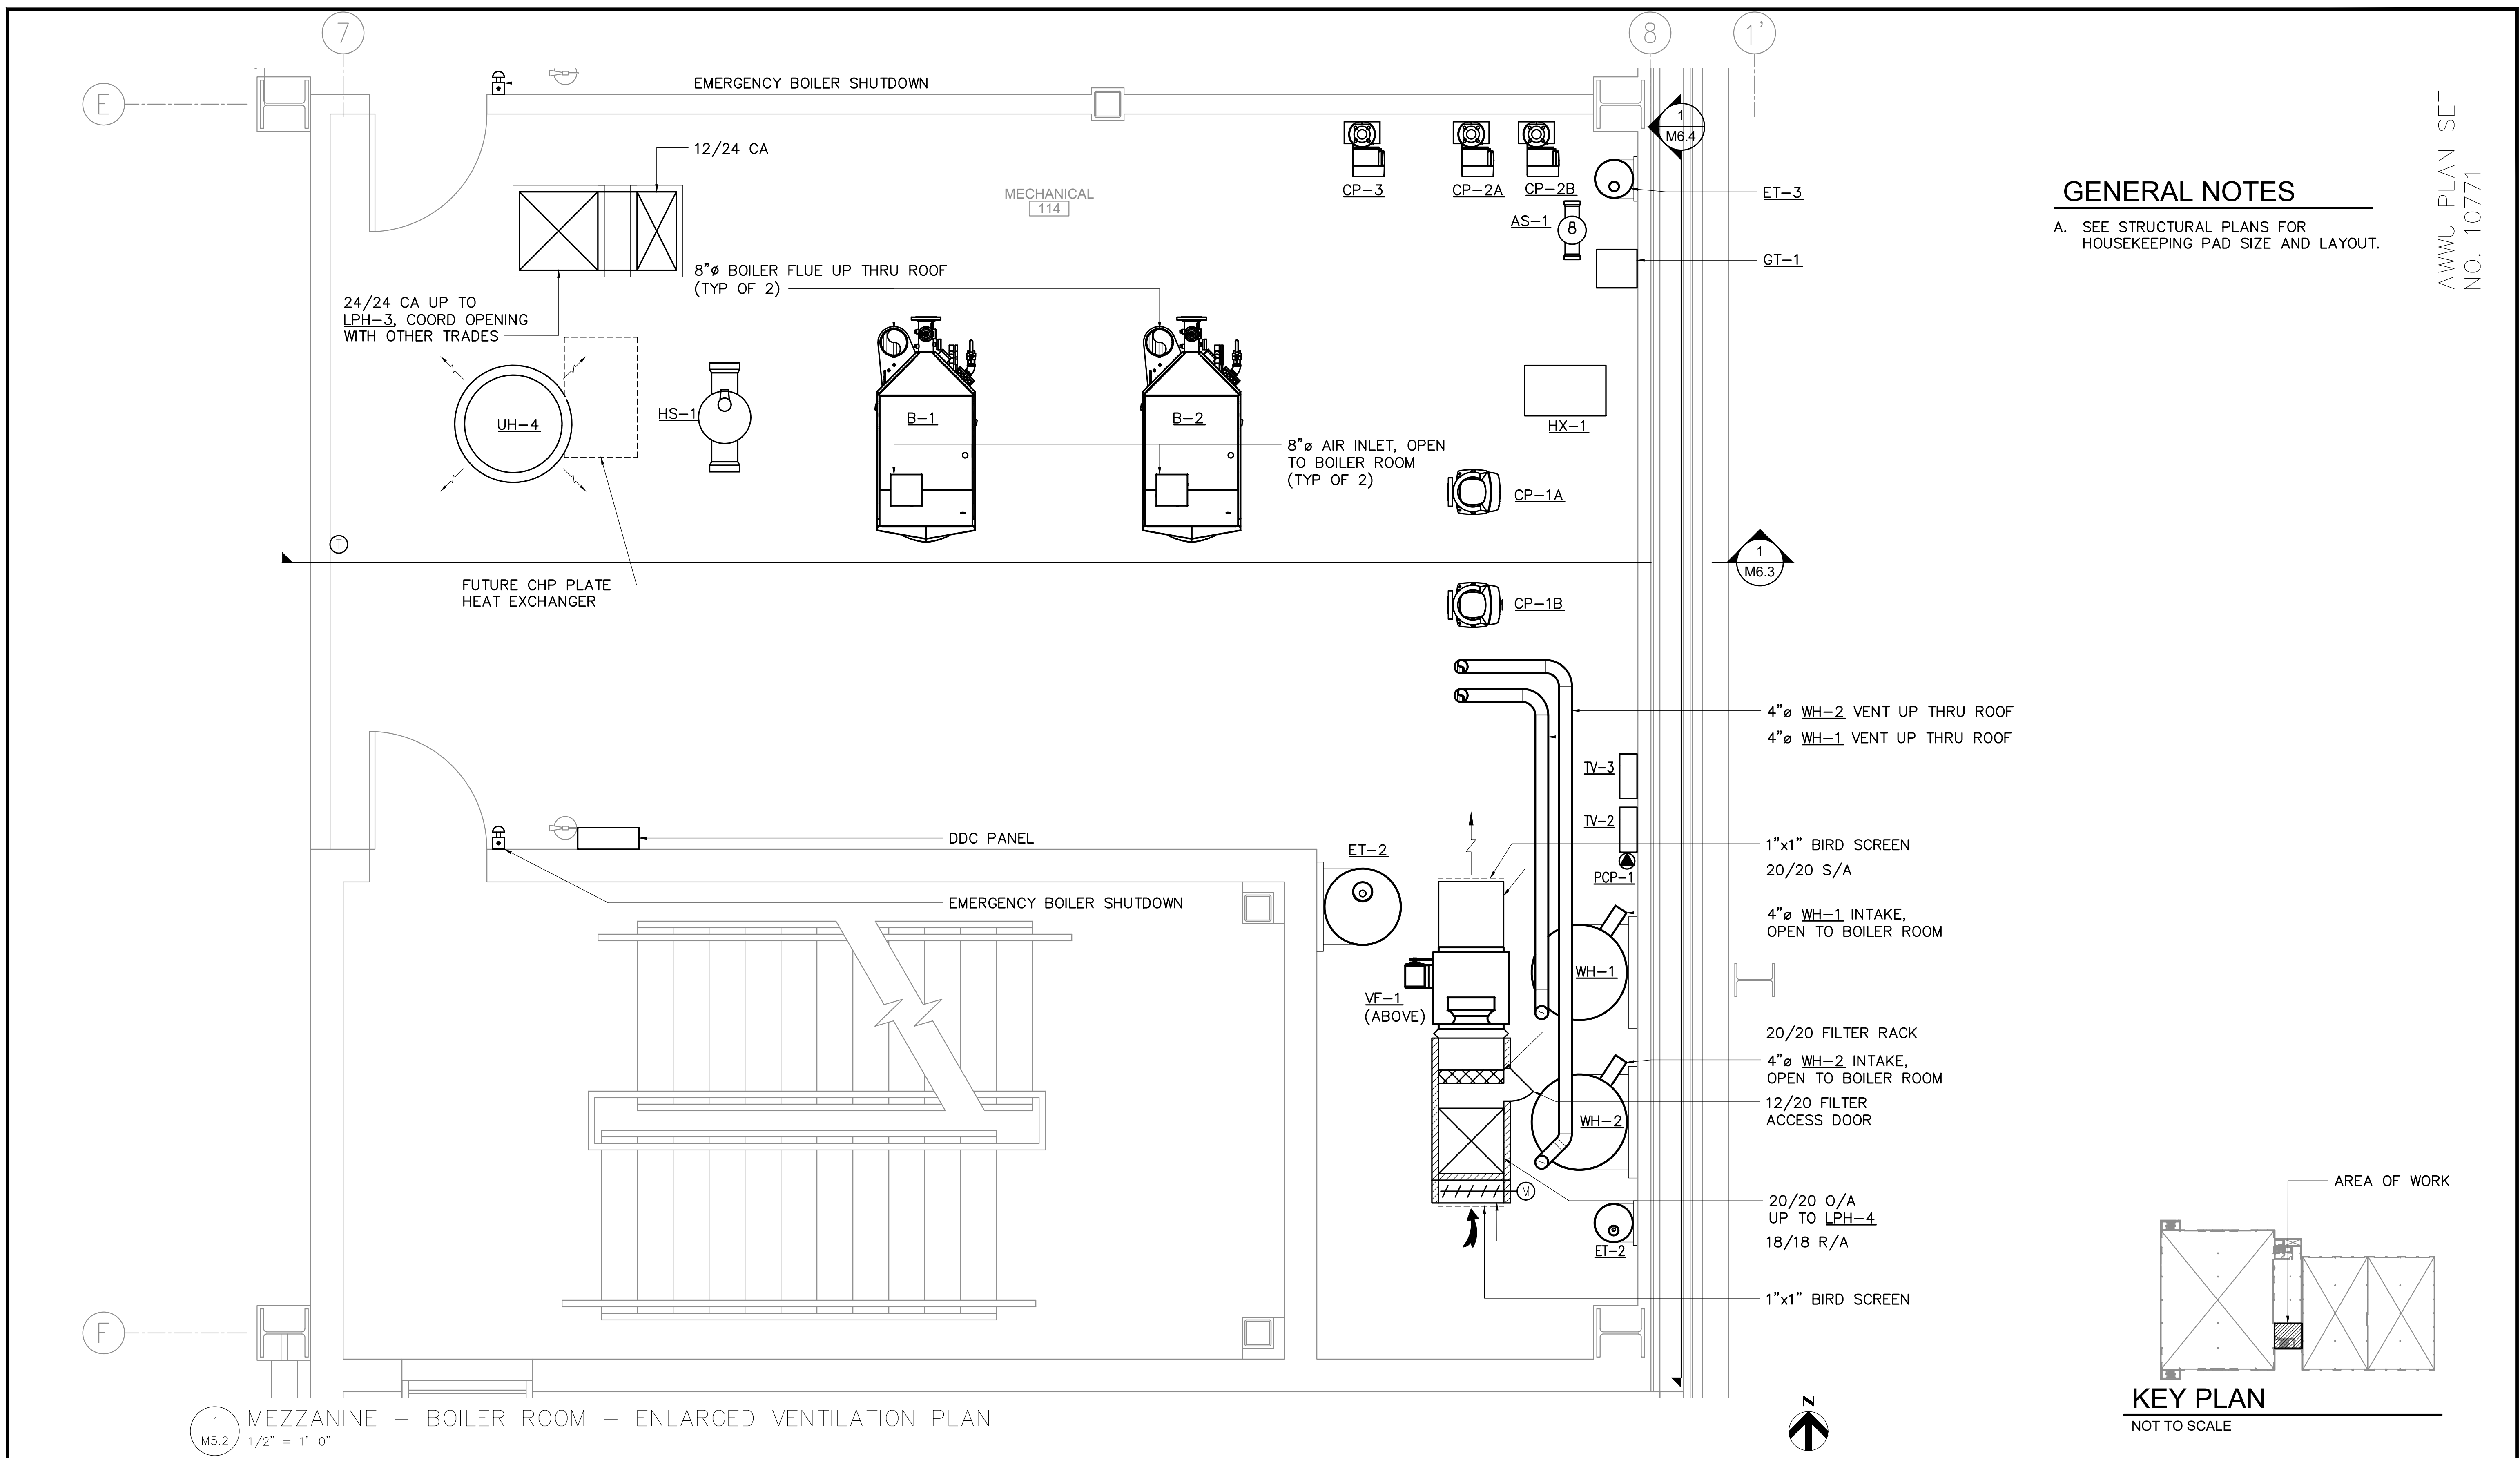 7
8
1'
E
F
EMERGENCY BOILER SHUTDOWN
12/24 CA
MECHANICAL
114
CP-3
CP-2A
CP-2B
1
M6.4
ET-3
AS-1
GT-1
8"ø BOILER FLUE UP THRU ROOF
(TYP OF 2)
24/24 CA UP TO
LPH-3, COORD OPENING
WITH OTHER TRADES
UH-4
HS-1
B-1
B-2
HX-1
8"ø AIR INLET, OPEN
TO BOILER ROOM
(TYP OF 2)
CP-1A
T
1
M6.3
FUTURE CHP PLATE
HEAT EXCHANGER
CP-1B
4"ø WH-2 VENT UP THRU ROOF
4"ø WH-1 VENT UP THRU ROOF
TV-3
TV-2
PCP-1
DDC PANEL
ET-2
EMERGENCY BOILER SHUTDOWN
1"x1" BIRD SCREEN
20/20 S/A
4"ø WH-1 INTAKE,
OPEN TO BOILER ROOM
WH-1
VF-1
(ABOVE)
20/20 FILTER RACK
4"ø WH-2 INTAKE,
OPEN TO BOILER ROOM
12/20 FILTER
ACCESS DOOR
WH-2
M
20/20 O/A
UP TO LPH-4
18/18 R/A
ET-2
1"x1" BIRD SCREEN
1
M5.2
MEZZANINE - BOILER ROOM - ENLARGED VENTILATION PLAN
1/2" = 1'-0"
N
GENERAL NOTES
A. SEE STRUCTURAL PLANS FOR
HOUSEKEEPING PAD SIZE AND LAYOUT.
AWWU PLAN SET
NO. 10771
AREA OF WORK
KEY PLAN
NOT TO SCALE